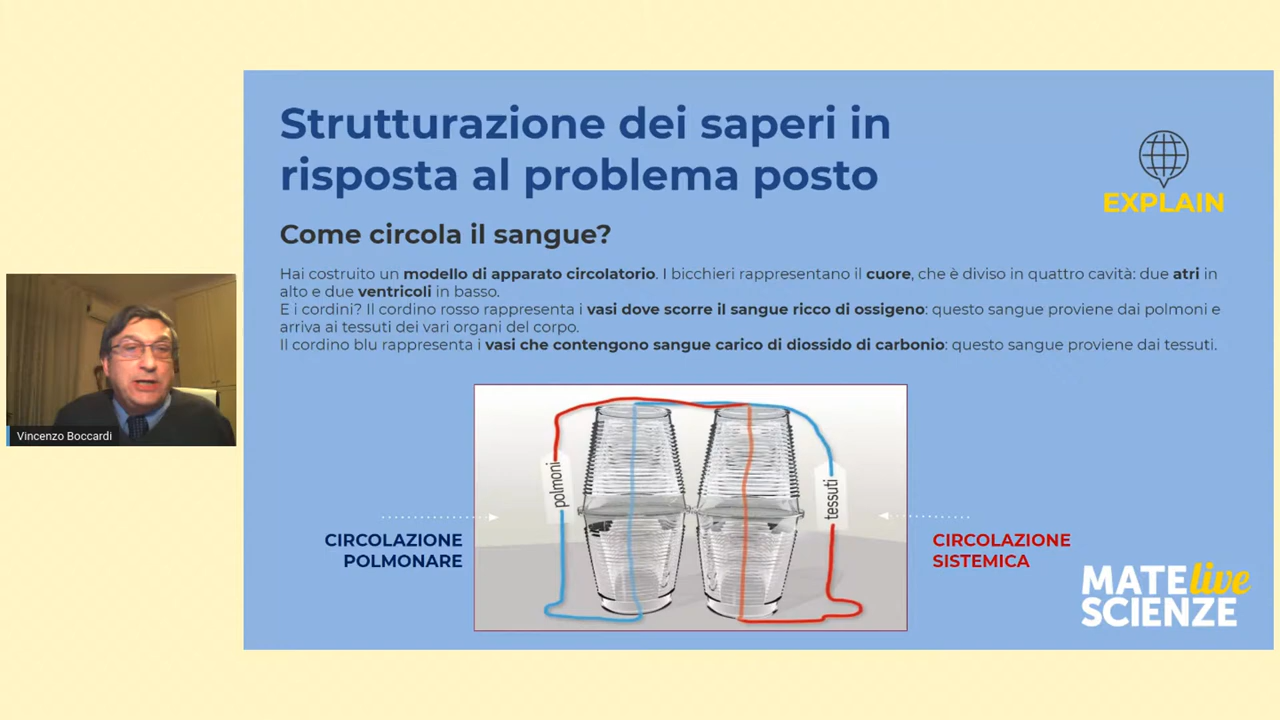 Strutturazione dei saperi in
risposta al problema posto
EXPLAIN
Come circola il sangue?
Hai costruito un modello di apparato circolatorio. I bicchieri rappresentano il cuore, che è diviso in quattro cavità: due atri in
alto e due ventricoli in basso.
E i cordini? Il cordino rosso rappresenta i vasi dove scorre il sangue ricco di ossigeno: questo sangue proviene dai polmoni e
arriva ai tessuti dei vari organi del corpo.
Il cordino blu rappresenta i vasi che contengono sangue carico di diossido di carbonio: questo sangue proviene dai tessuti.
Vincenzo Boccardi
polmoni
tessuti
CIRCOLAZIONE
POLMONARE
CIRCOLAZIONE
SISTEMICA
MATE live
SCIENZE